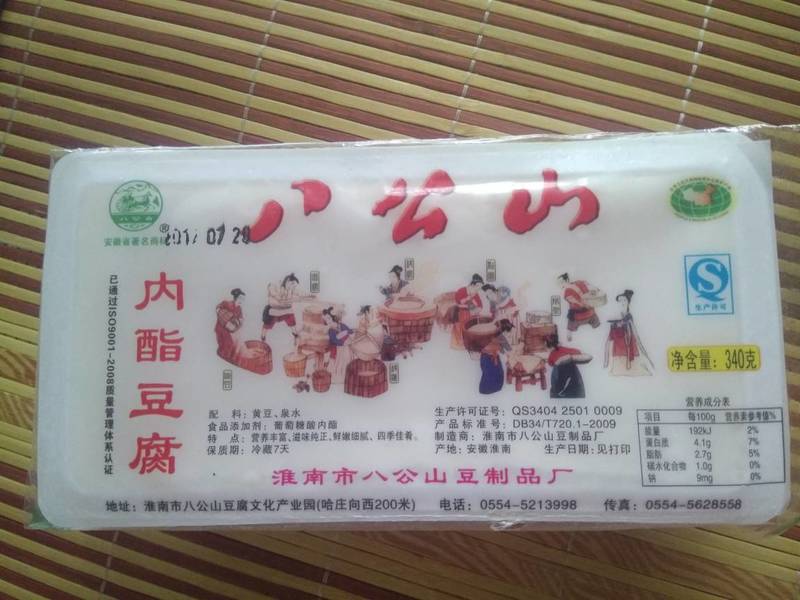 八公山
八公山
安徽省著名商标
2017 07 20
已通过ISO9001-2008质量管理体系认证
内酯豆腐
QS
生产许可
净含量：340克
配 料：黄豆、泉水
食品添加剂：葡萄糖酸内酯
特 点：营养丰富、滋味纯正、鲜嫩细腻、四季佳肴。
保质期：冷藏7天
生产许可证号：QS3404 2501 0009
产品标准号：DB34/T720.1-2009
制造商：淮南市八公山豆制品厂
产地：安徽淮南 生产日期：见打印
营养成分表
项目 每100g 营养素参考值%
能量 192kJ 2%
蛋白质 4.1g 7%
脂肪 2.7g 5%
碳水化合物 1.0g 0%
钠 9mg 0%
淮南市八公山豆制品厂
地址：淮南市八公山豆腐文化产业园(哈庄向西200米) 电话：0554-5213998 传真：0554-5628558